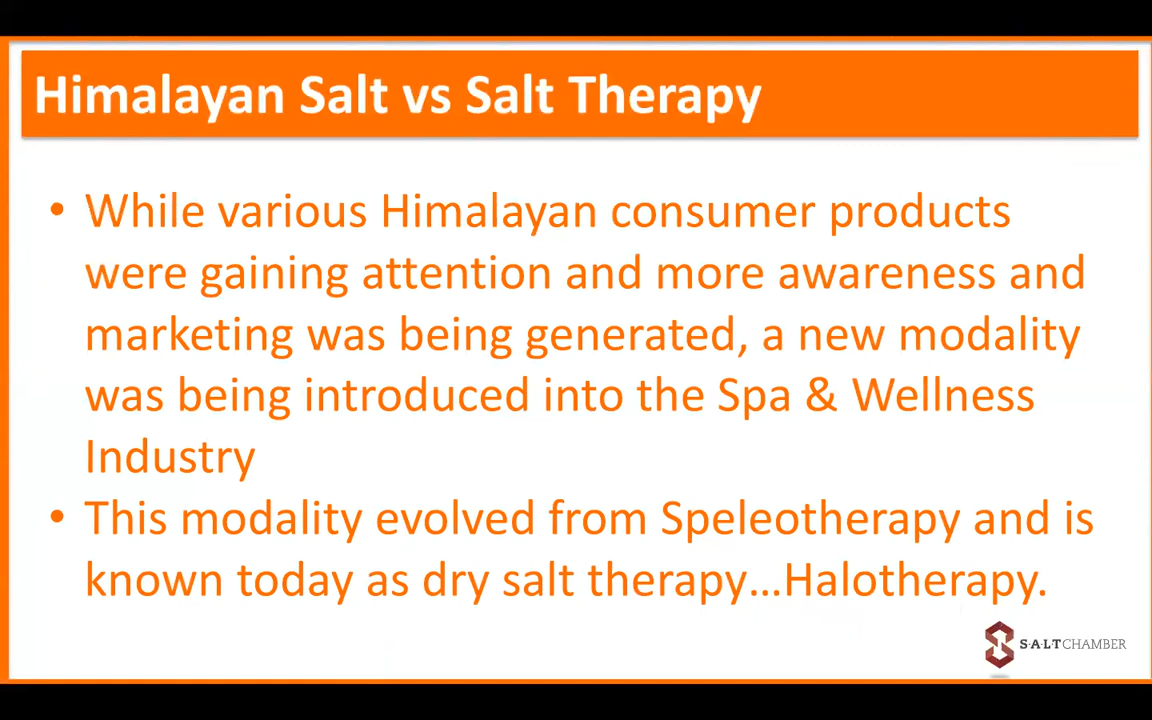 Himalayan Salt vs Salt Therapy
• While various Himalayan consumer products
were gaining attention and more awareness and
marketing was being generated, a new modality
was being introduced into the Spa & Wellness
Industry
• This modality evolved from Speleotherapy and is
known today as dry salt therapy…Halotherapy.
S·A·L·T CHAMBER